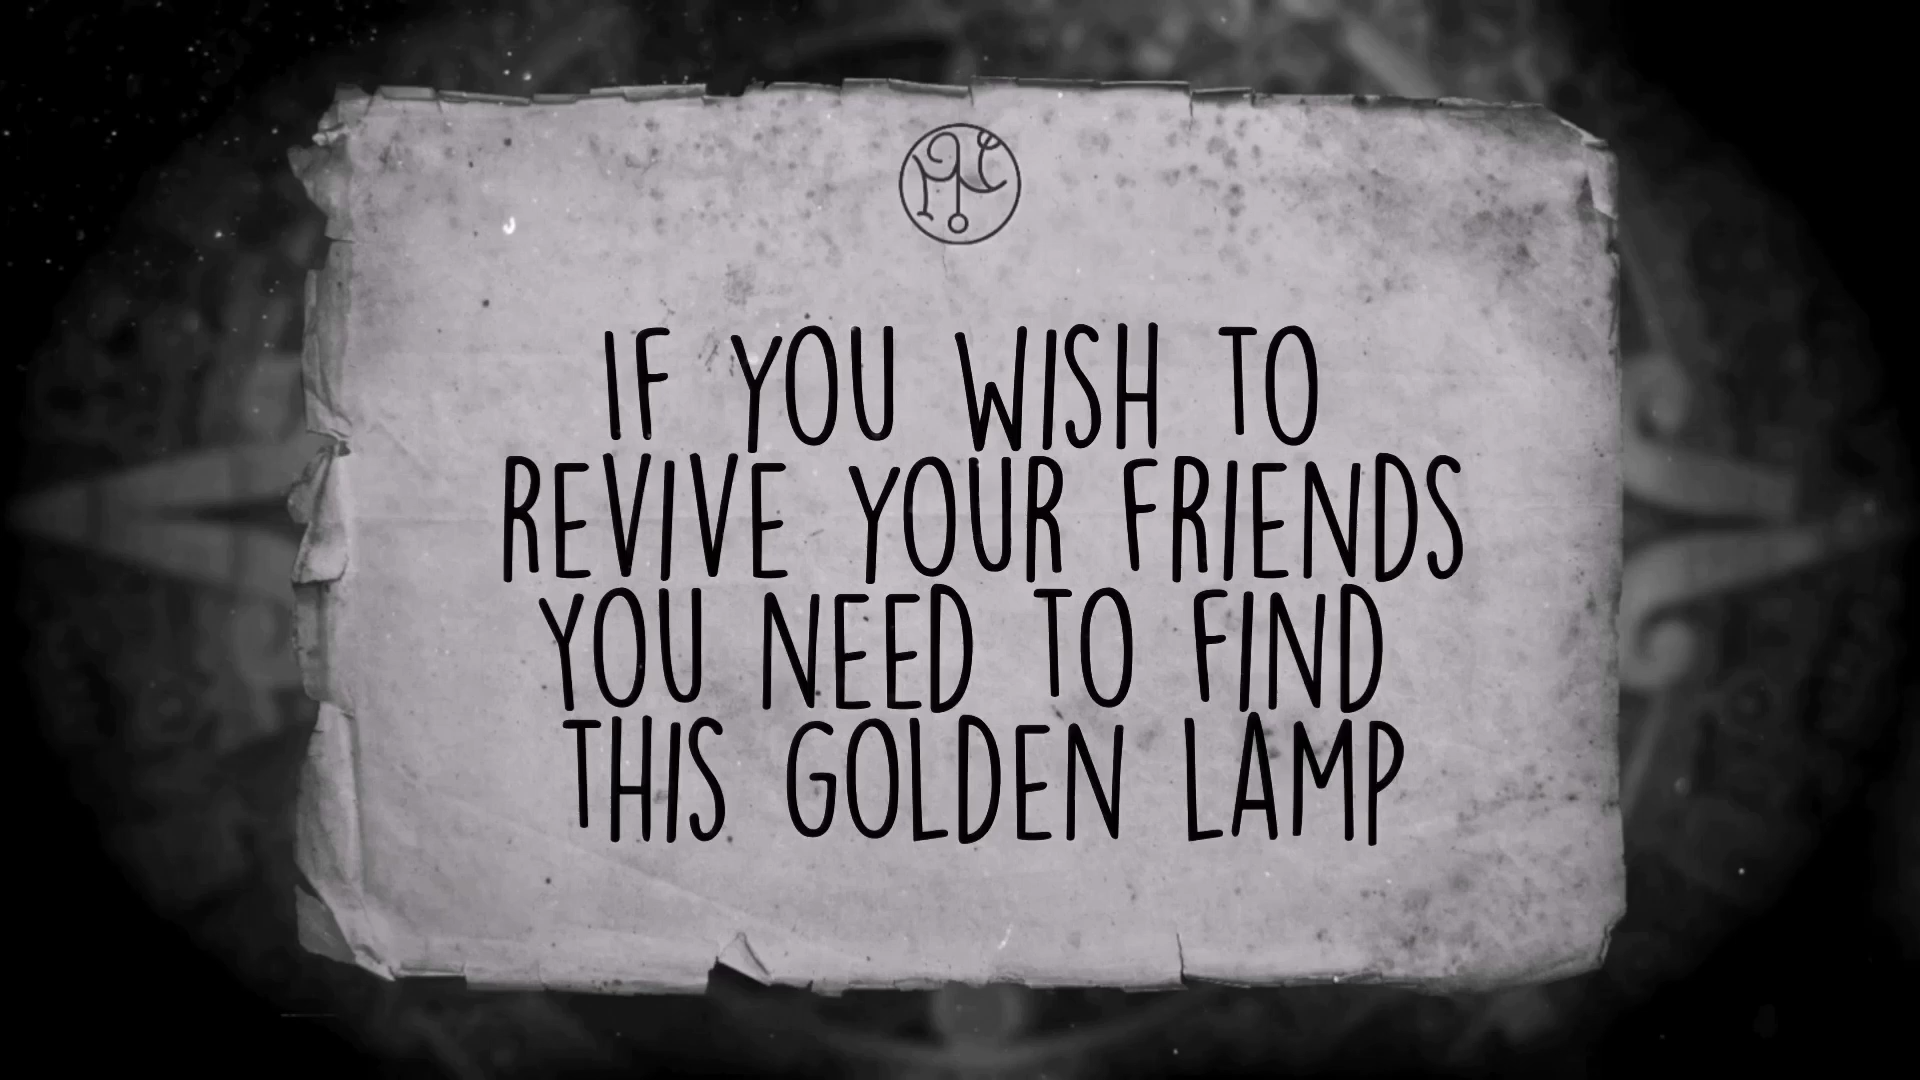 IF YOU WISH TO
REVIVE YOUR FRIENDS
YOU NEED TO FIND
THIS GOLDEN LAMP